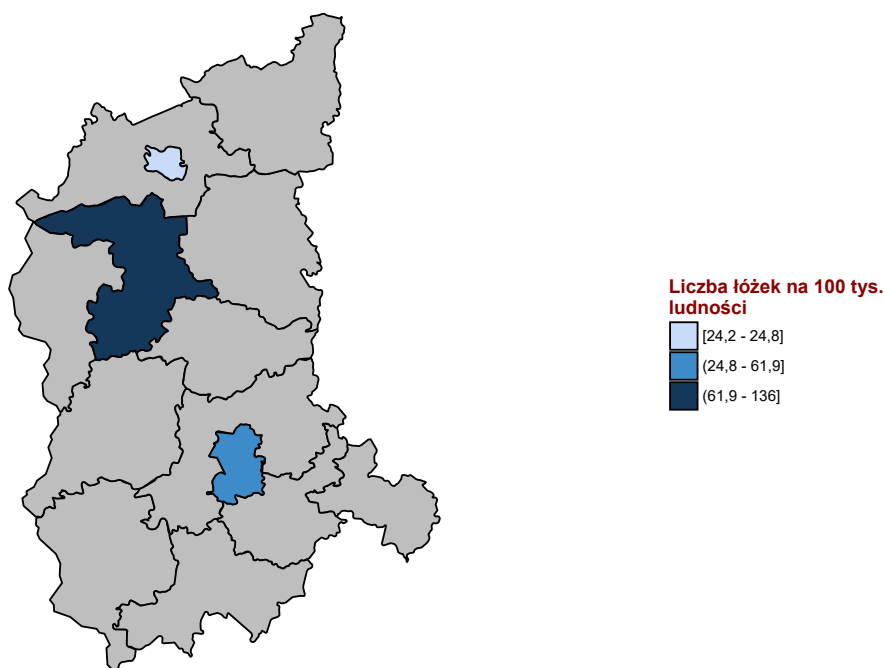 Liczba łóżek na 100 tys.
ludności
[24,2 - 24,8]
(24,8 - 61,9]
(61,9 - 136]